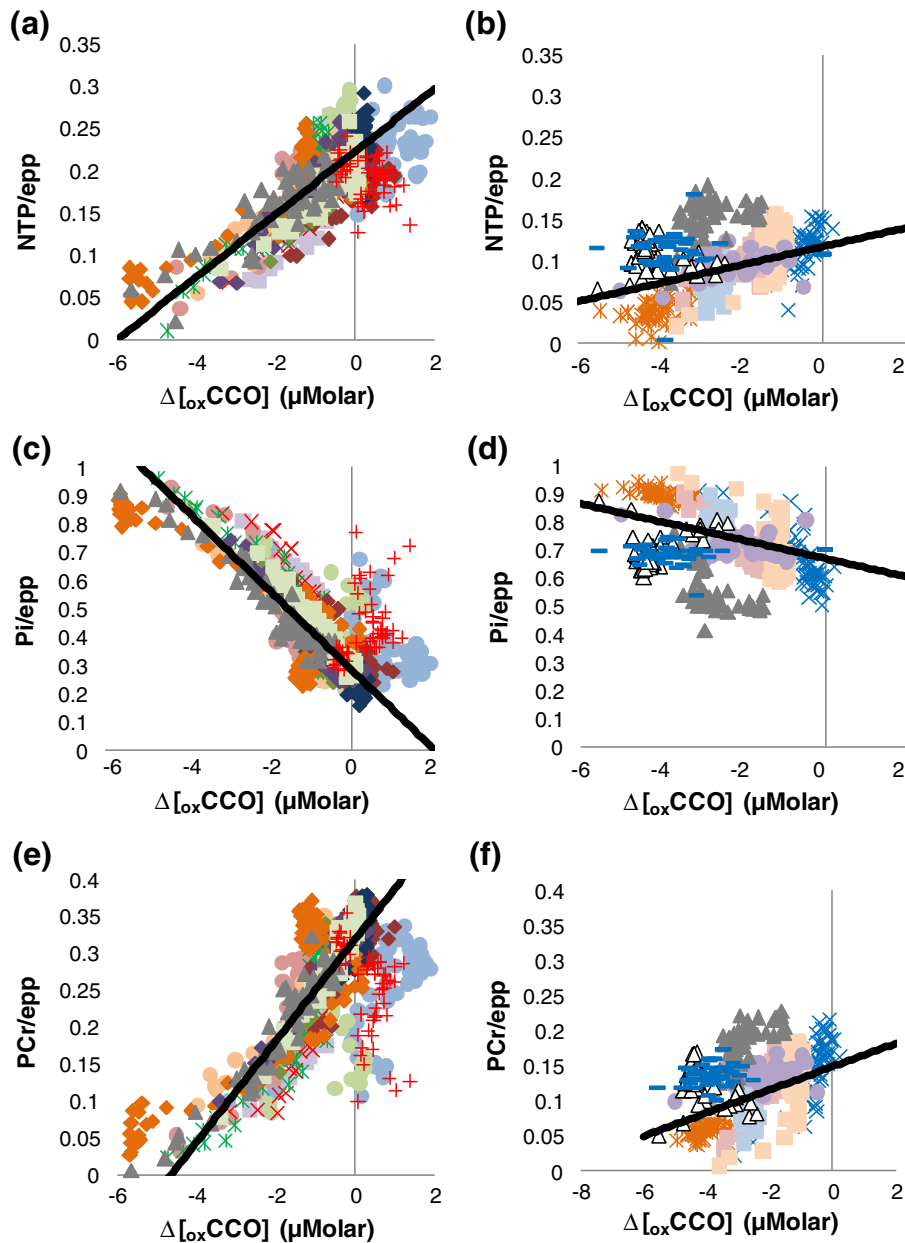 (a)
0.35
0.3
0.25
0.2
0.15
0.1
0.05
0
NTP/epp
-6 -4 -2 0 2
Δ[oxCCO] (µMolar)
(b)
0.35
0.3
0.25
0.2
0.15
0.1
0.05
0
NTP/epp
-6 -4 -2 0 2
Δ[oxCCO] (µMolar)
(c)
1
0.9
0.8
0.7
0.6
0.5
0.4
0.3
0.2
0.1
0
Pi/epp
-6 -4 -2 0 2
Δ[oxCCO] (µMolar)
(d)
1
0.9
0.8
0.7
0.6
0.5
0.4
0.3
0.2
0.1
0
Pi/epp
-6 -4 -2 0 2
Δ[oxCCO] (µMolar)
(e)
0.4
0.35
0.3
0.25
0.2
0.15
0.1
0.05
0
PCr/epp
-6 -4 -2 0 2
Δ[oxCCO] (µMolar)
(f)
0.4
0.35
0.3
0.25
0.2
0.15
0.1
0.05
0
PCr/epp
-8 -6 -4 -2 0 2
Δ[oxCCO] (µMolar)